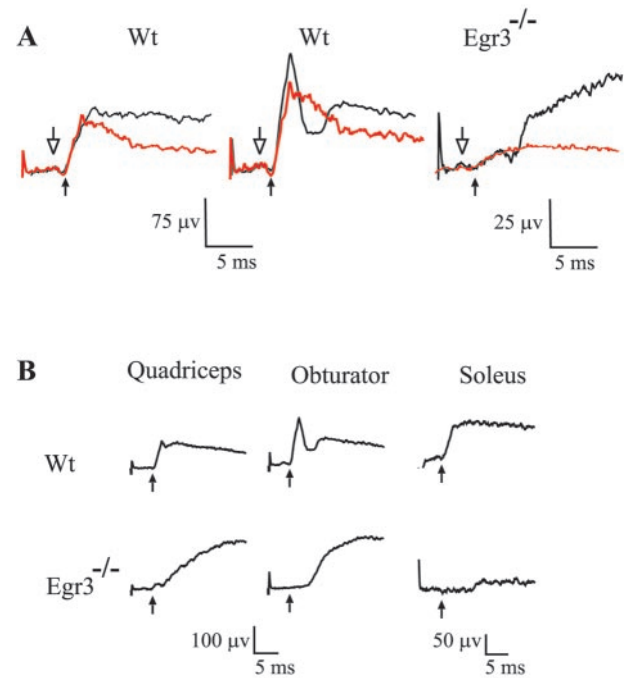 A
Wt
Wt
Egr3-/-
75 μv
5 ms
25 μv
5 ms
B
Quadriceps
Obturator
Soleus
Wt
Egr3-/-
100 μv
5 ms
50 μv
5 ms